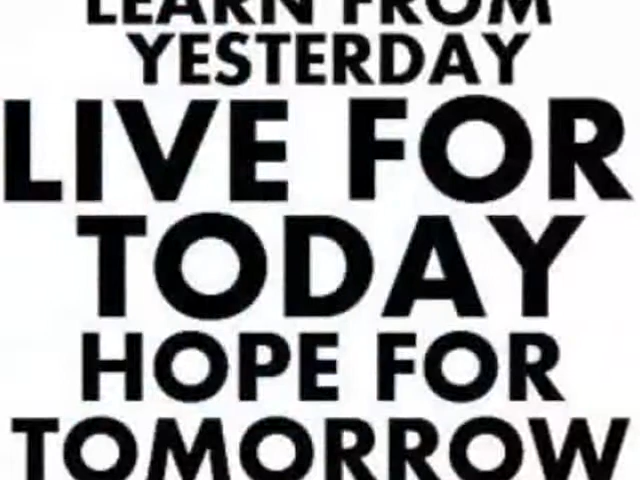 LEARN FROM
YESTERDAY
LIVE FOR
TODAY
HOPE FOR
TOMORROW